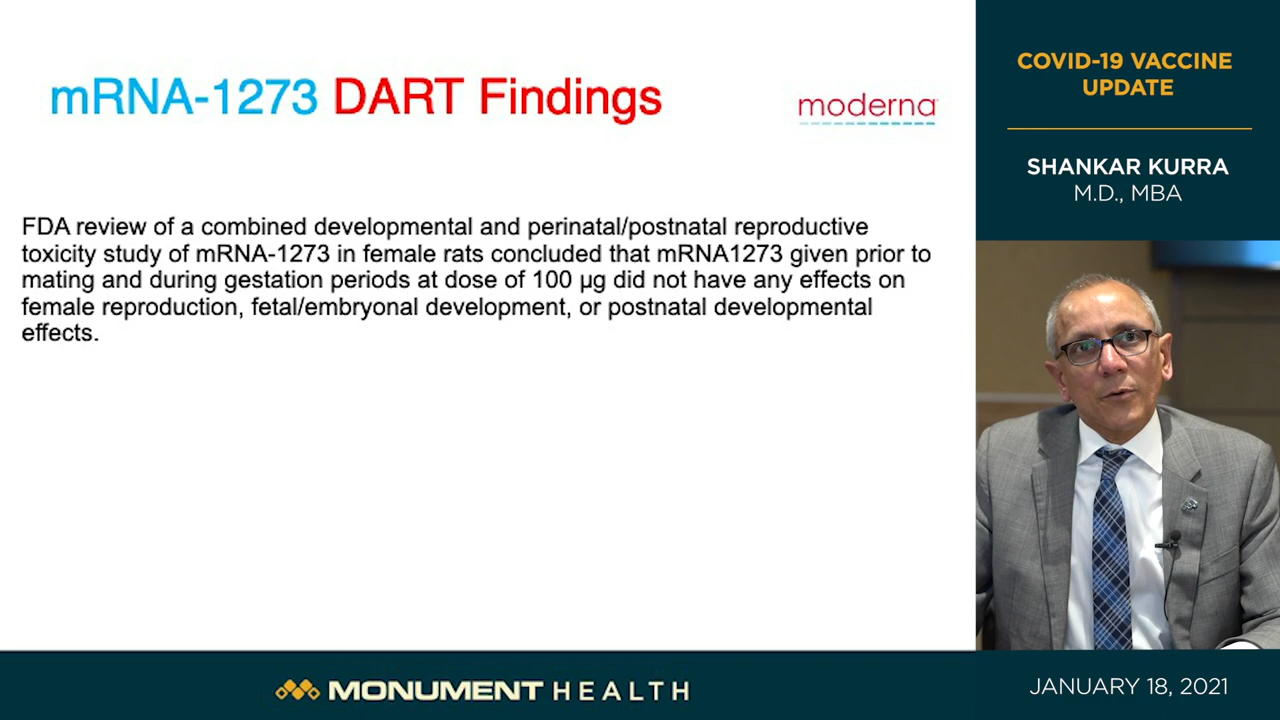 mRNA-1273 DART Findings
moderna
FDA review of a combined developmental and perinatal/postnatal reproductive
toxicity study of mRNA-1273 in female rats concluded that mRNA1273 given prior to
mating and during gestation periods at dose of 100 µg did not have any effects on
female reproduction, fetal/embryonal development, or postnatal developmental
effects.
COVID-19 VACCINE
UPDATE
SHANKAR KURRA
M.D., MBA
MONUMENT HEALTH
JANUARY 18, 2021